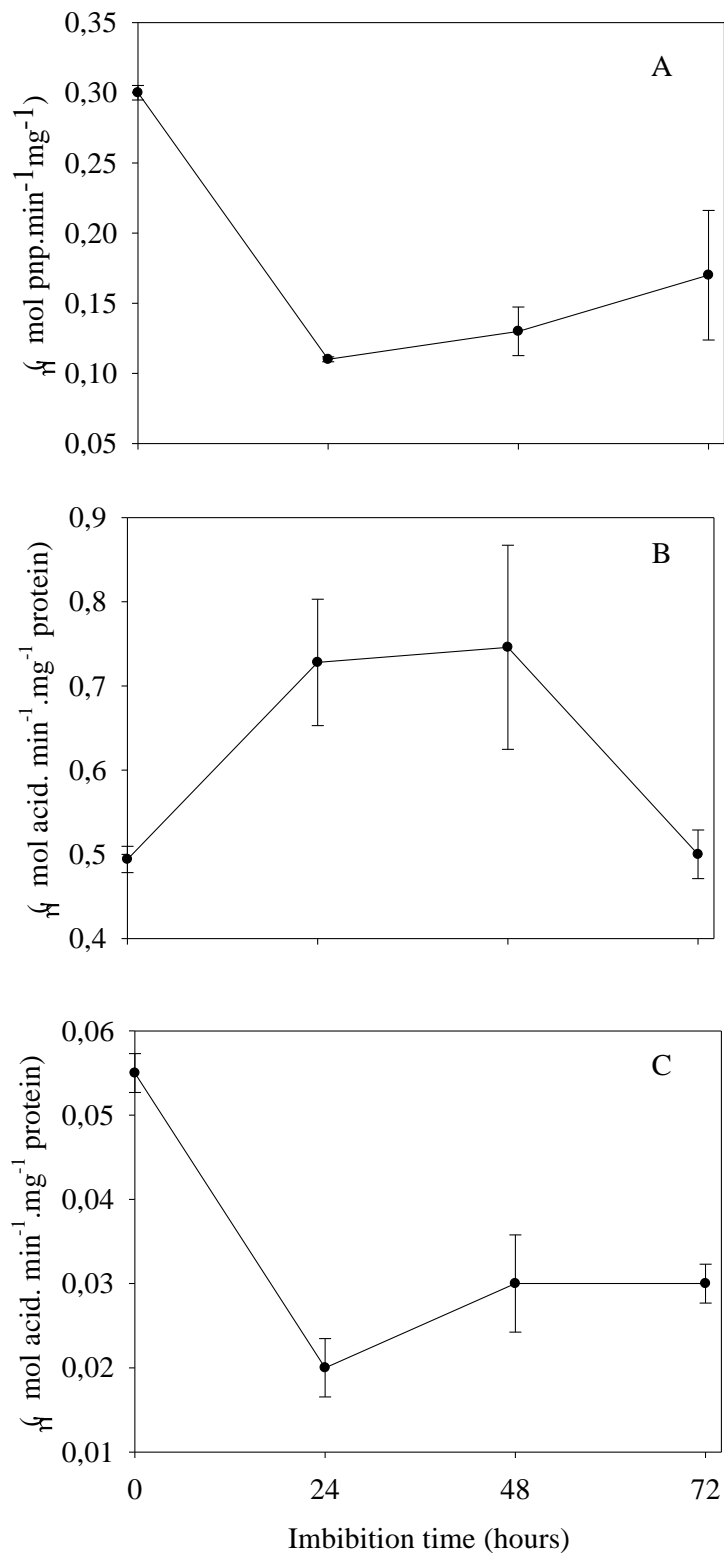 A
0,35
0,30
0,25
0,20
0,15
0,10
0,05
mol pnp.min-1mg-1)
B
0,9
0,8
0,7
0,6
0,5
0,4
mol acid. min-1.mg-1 protein)
C
0,06
0,05
0,04
0,03
0,02
0,01
mol acid. min-1.mg-1 protein)
0 24 48 72
Imbibition time (hours)